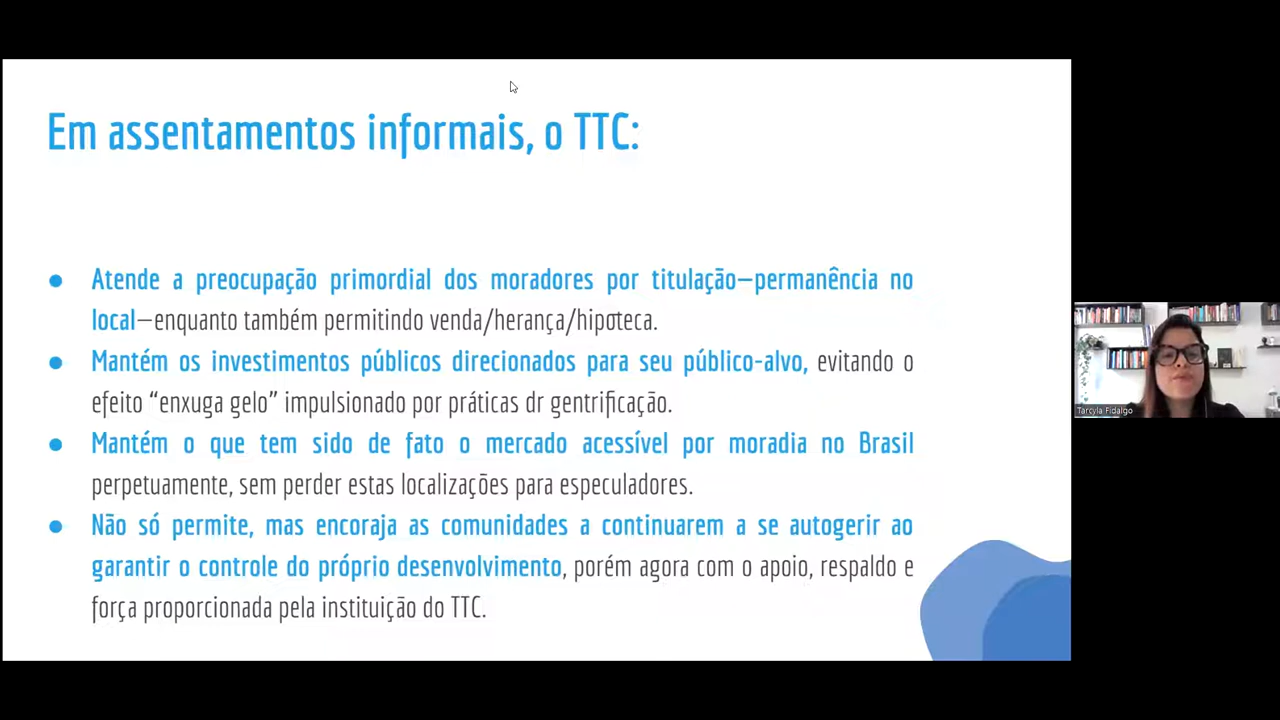 Em assentamentos informais, o TTC:
● Atende a preocupação primordial dos moradores por titulação—permanência no
local—enquanto também permitindo venda/herança/hipoteca.
● Mantém os investimentos públicos direcionados para seu público-alvo, evitando o
efeito “enxuga gelo” impulsionado por práticas dr gentrificação.
● Mantém o que tem sido de fato o mercado acessível por moradia no Brasil
perpetuamente, sem perder estas localizações para especuladores.
● Não só permite, mas encoraja as comunidades a continuarem a se autogerir ao
garantir o controle do próprio desenvolvimento, porém agora com o apoio, respaldo e
força proporcionada pela instituição do TTC.
Tarcyla Fidalgo